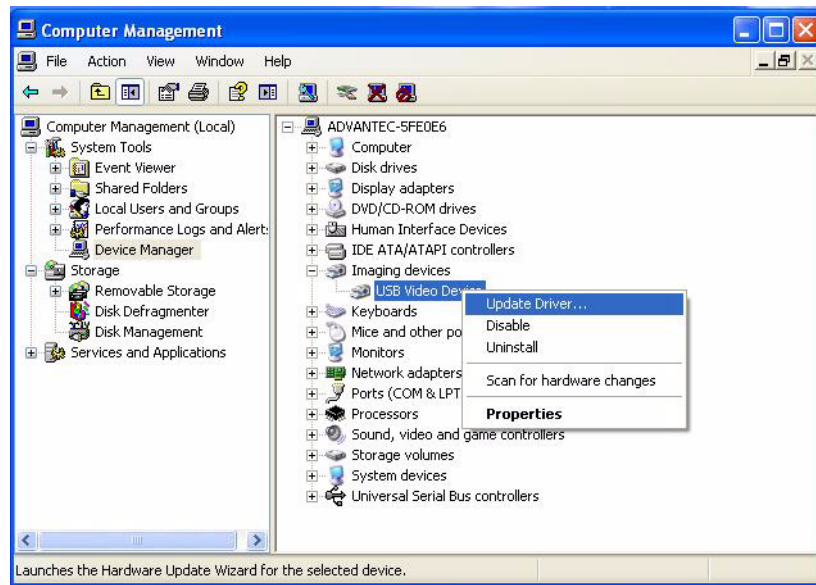 Computer Management
File Action View Window Help
Computer Management (Local)
System Tools
Event Viewer
Shared Folders
Local Users and Groups
Performance Logs and Alert:
Device Manager
Storage
Removable Storage
Disk Defragmenter
Disk Management
Services and Applications
ADVANTEC-5FE0E6
Computer
Disk drives
Display adapters
DVD/CD-ROM drives
Human Interface Devices
IDE ATA/ATAPI controllers
Imaging devices
USB Video Device
Keyboards
Mice and other po
Monitors
Network adapters
Ports (COM & LPT
Processors
Sound, video and game controllers
Storage volumes
System devices
Universal Serial Bus controllers
Update Driver...
Disable
Uninstall
Scan for hardware changes
Properties
Launches the Hardware Update Wizard for the selected device.